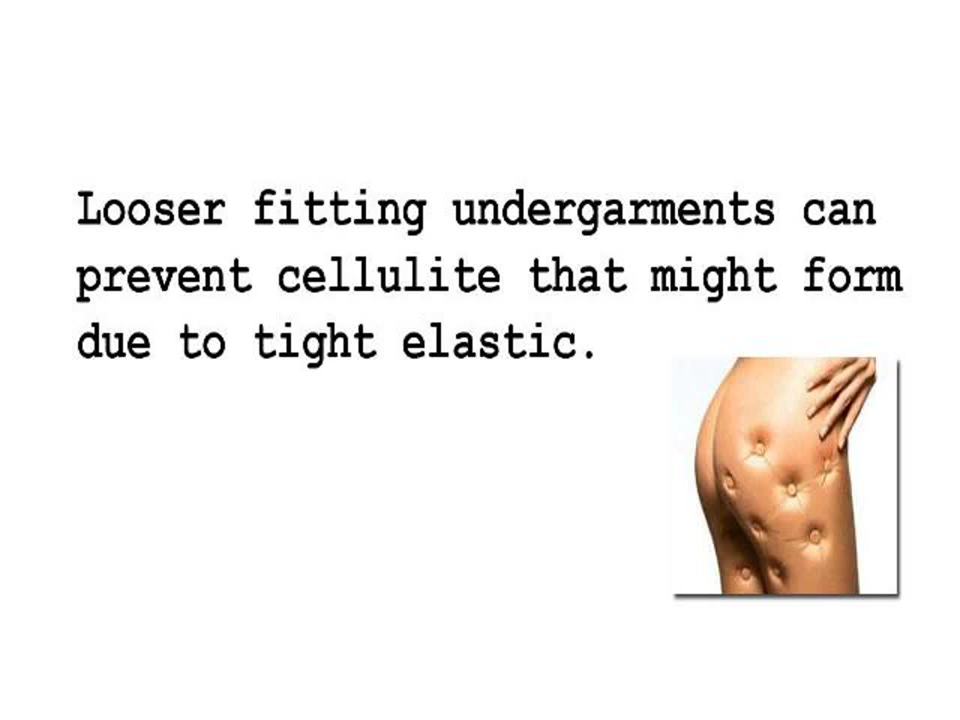 Looser fitting undergarments can
prevent cellulite that might form
due to tight elastic.